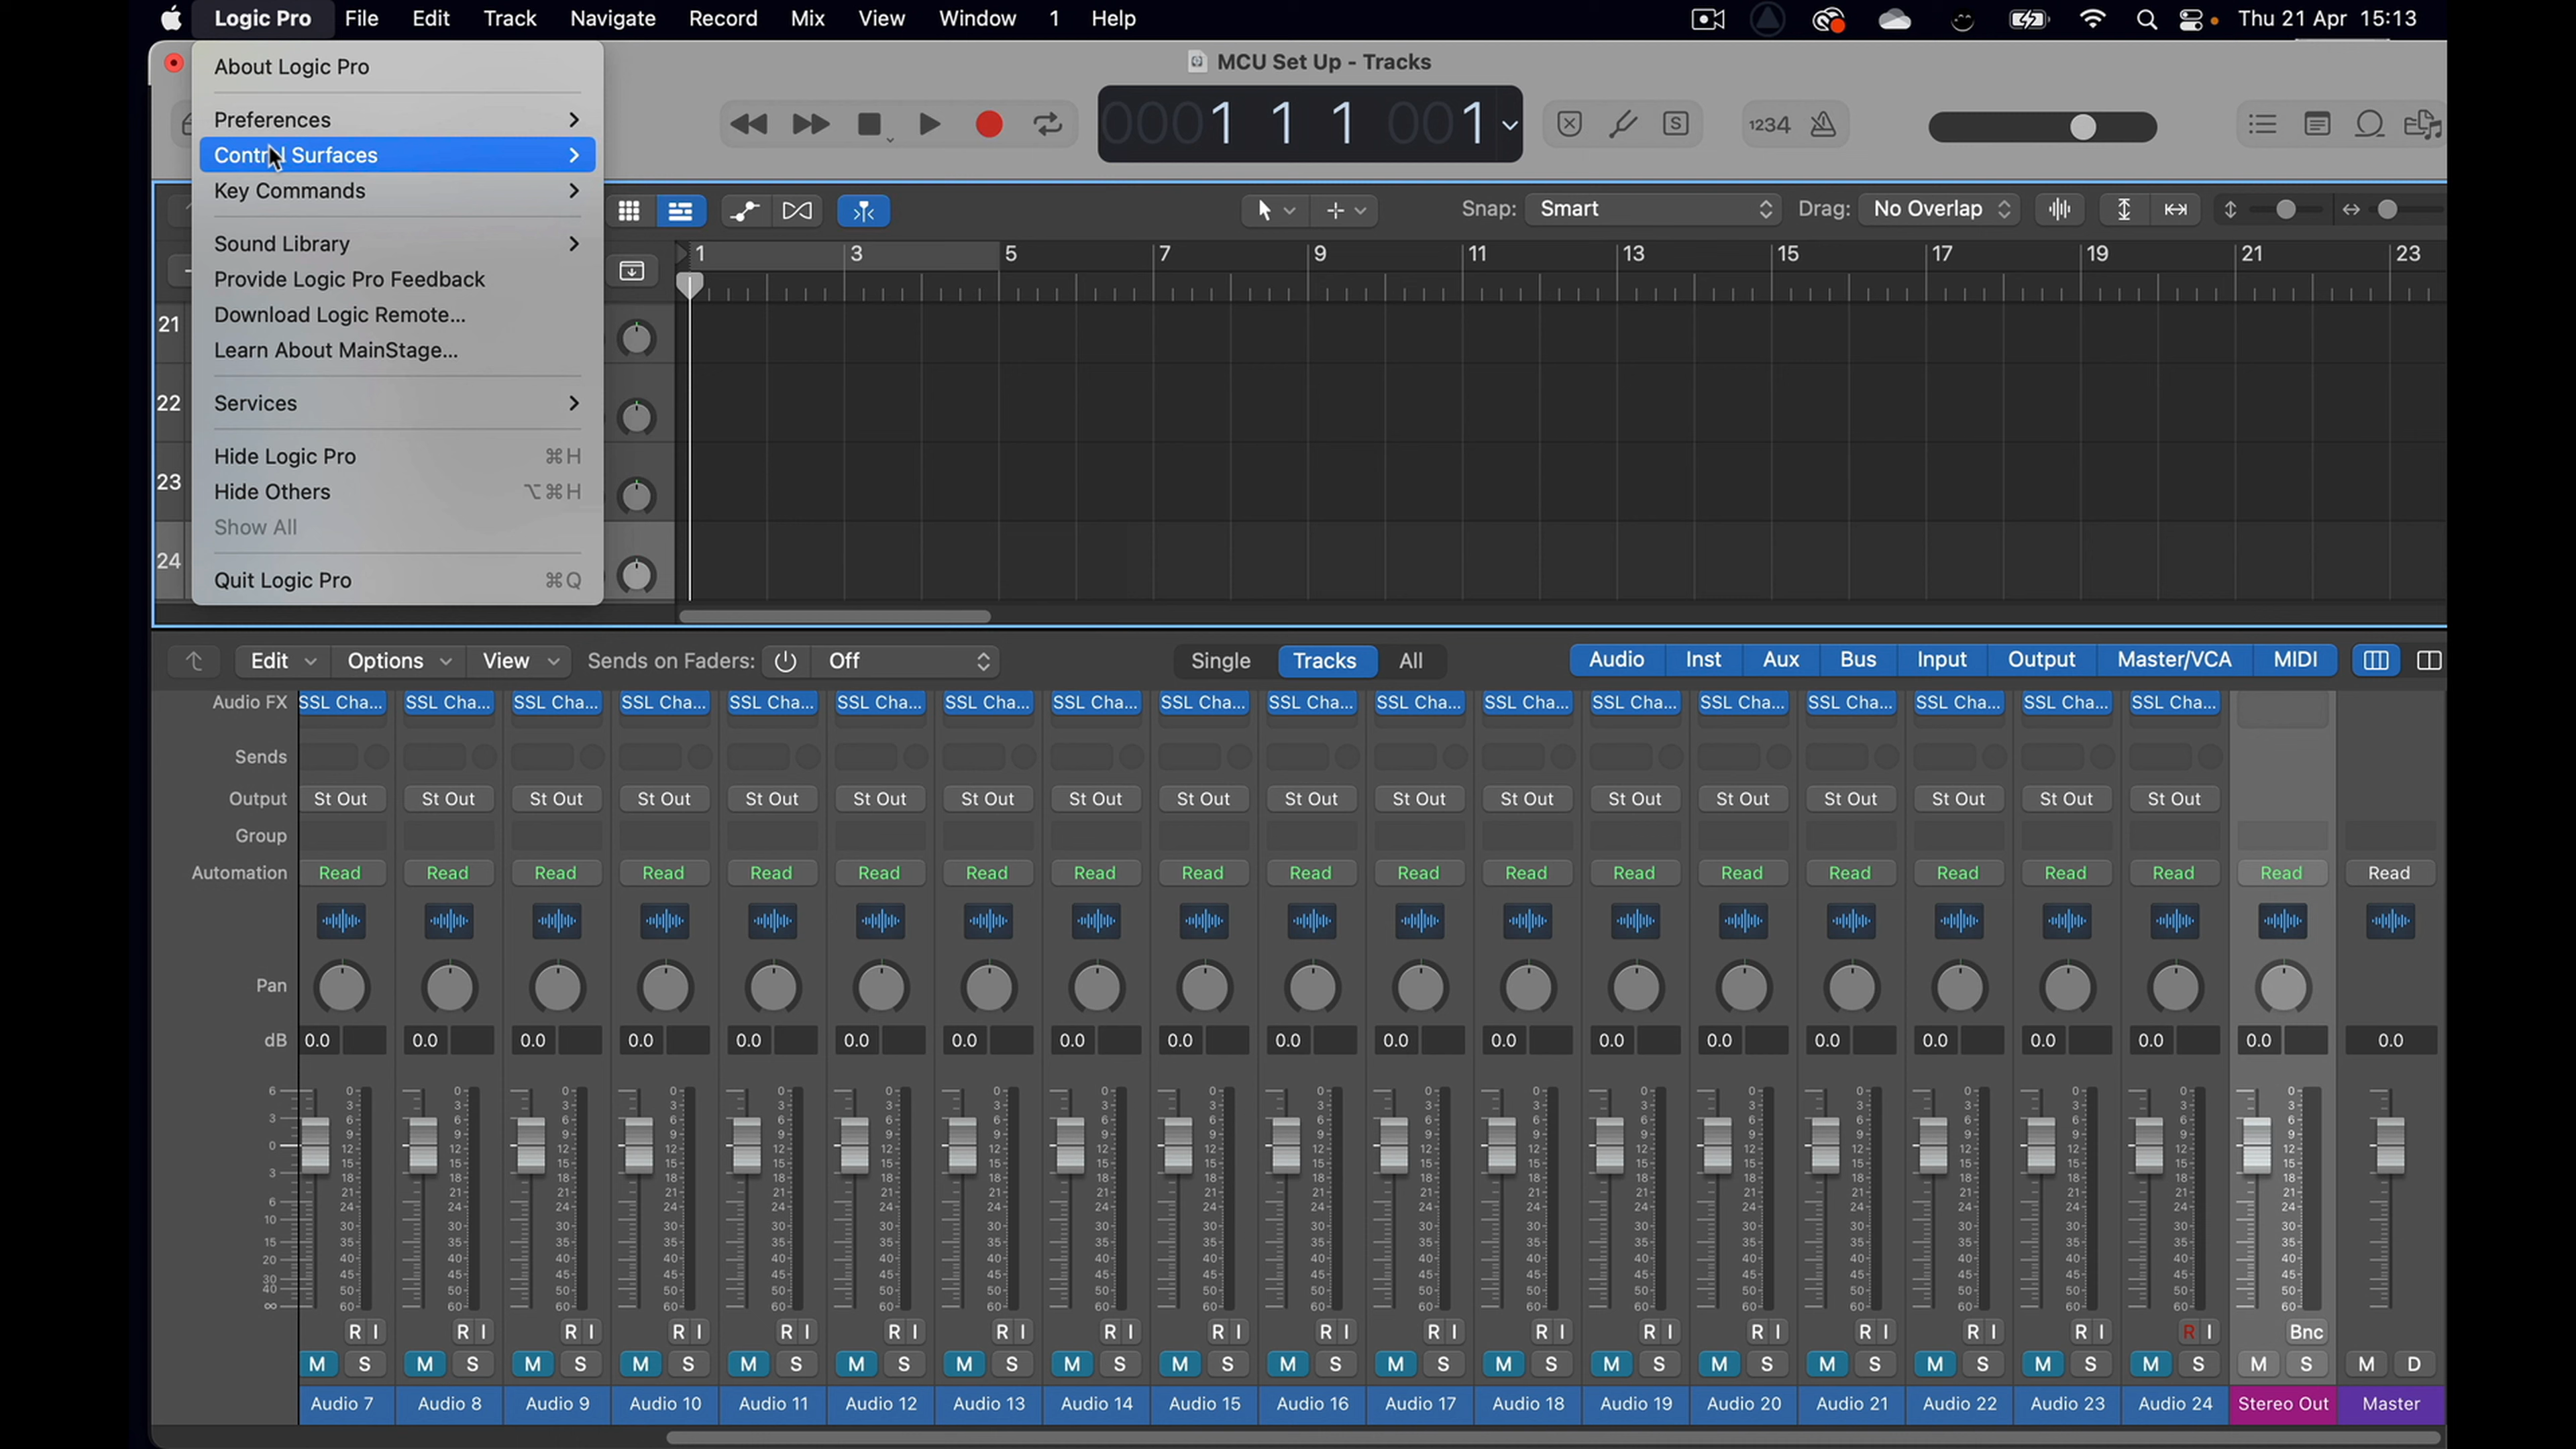 Logic Pro File Edit Track Navigate Record Mix View Window 1 Help Thu 21 Apr 15:13
MCU Set Up - Tracks
About Logic Pro
Preferences
Control Surfaces
Key Commands
Sound Library
Provide Logic Pro Feedback
Download Logic Remote...
Learn About MainStage...
Services
Hide Logic Pro ⌘H
Hide Others ⌥⌘H
Show All
Quit Logic Pro ⌘Q
0001 1 1 001 S 1234
Snap: Smart Drag: No Overlap
1 3 5 7 9 11 13 15 17 19 21 23
21
22
23
24
Edit Options View Sends on Faders: Off Single Tracks All Audio Inst Aux Bus Input Output Master/VCA MIDI
Audio FX SSL Cha... SSL Cha... SSL Cha... SSL Cha... SSL Cha... SSL Cha... SSL Cha... SSL Cha... SSL Cha... SSL Cha... SSL Cha... SSL Cha... SSL Cha... SSL Cha... SSL Cha... SSL Cha... SSL Cha... SSL Cha...
Sends
Output St Out St Out St Out St Out St Out St Out St Out St Out St Out St Out St Out St Out St Out St Out St Out St Out St Out St Out
Group
Automation Read Read Read Read Read Read Read Read Read Read Read Read Read Read Read Read Read Read Read Read
Pan
dB 0.0 0.0 0.0 0.0 0.0 0.0 0.0 0.0 0.0 0.0 0.0 0.0 0.0 0.0 0.0 0.0 0.0 0.0 0.0 0.0
R I R I R I R I R I R I R I R I R I R I R I R I R I R I R I R I R I R I Bnc
M S M S M S M S M S M S M S M S M S M S M S M S M S M S M S M S M S M S M S M D
Audio 7 Audio 8 Audio 9 Audio 10 Audio 11 Audio 12 Audio 13 Audio 14 Audio 15 Audio 16 Audio 17 Audio 18 Audio 19 Audio 20 Audio 21 Audio 22 Audio 23 Audio 24 Stereo Out Master